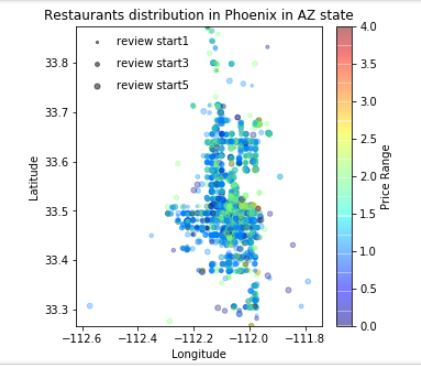 Restaurants distribution in Phoenix in AZ state
review start1
review start3
review start5
33.8
33.7
33.6
33.5
33.4
33.3
Latitude
−112.6 −112.4 −112.2 −112.0 −111.8
Longitude
4.0
3.5
3.0
2.5
2.0
1.5
1.0
0.5
0.0
Price Range